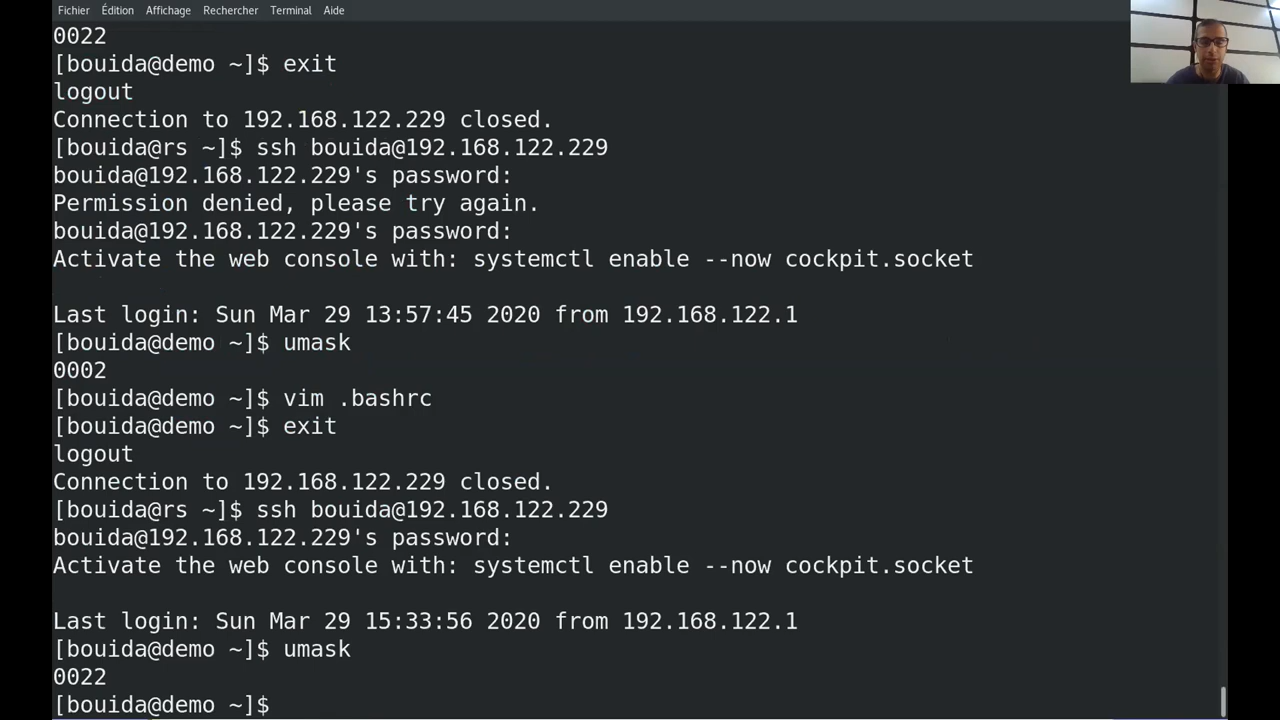 Fichier Édition Affichage Rechercher Terminal Aide
0022
[bouida@demo ~]$ exit
logout
Connection to 192.168.122.229 closed.
[bouida@rs ~]$ ssh bouida@192.168.122.229
bouida@192.168.122.229's password:
Permission denied, please try again.
bouida@192.168.122.229's password:
Activate the web console with: systemctl enable --now cockpit.socket
Last login: Sun Mar 29 13:57:45 2020 from 192.168.122.1
[bouida@demo ~]$ umask
0002
[bouida@demo ~]$ vim .bashrc
[bouida@demo ~]$ exit
logout
Connection to 192.168.122.229 closed.
[bouida@rs ~]$ ssh bouida@192.168.122.229
bouida@192.168.122.229's password:
Activate the web console with: systemctl enable --now cockpit.socket
Last login: Sun Mar 29 15:33:56 2020 from 192.168.122.1
[bouida@demo ~]$ umask
0022
[bouida@demo ~]$